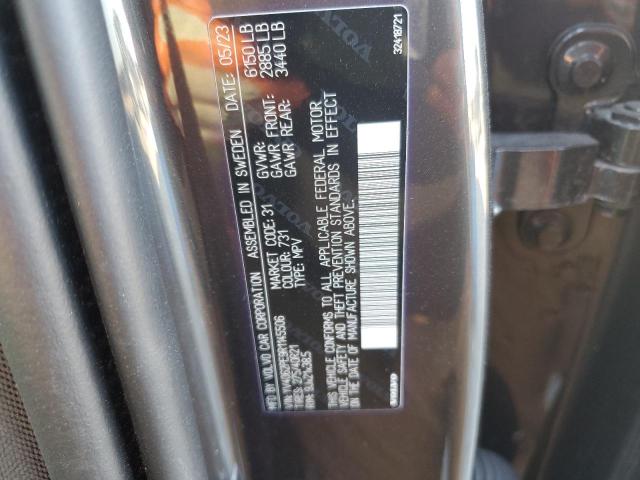 MFD BY VOLVO CAR CORPORATION ASSEMBLED IN SWEDEN DATE: 05/23
MARKET CODE: 31 GVWR: 6150 LB
COLOUR: 731 GAWR FRONT: 2885 LB
TYPE: MPV GAWR REAR: 3440 LB
THIS VEHICLE CONFORMS TO ALL APPLICABLE FEDERAL MOTOR
VEHICLE SAFETY AND THEFT PREVENTION STANDARDS IN EFFECT
ON THE DATE OF MANUFACTURE SHOWN ABOVE.
32418721